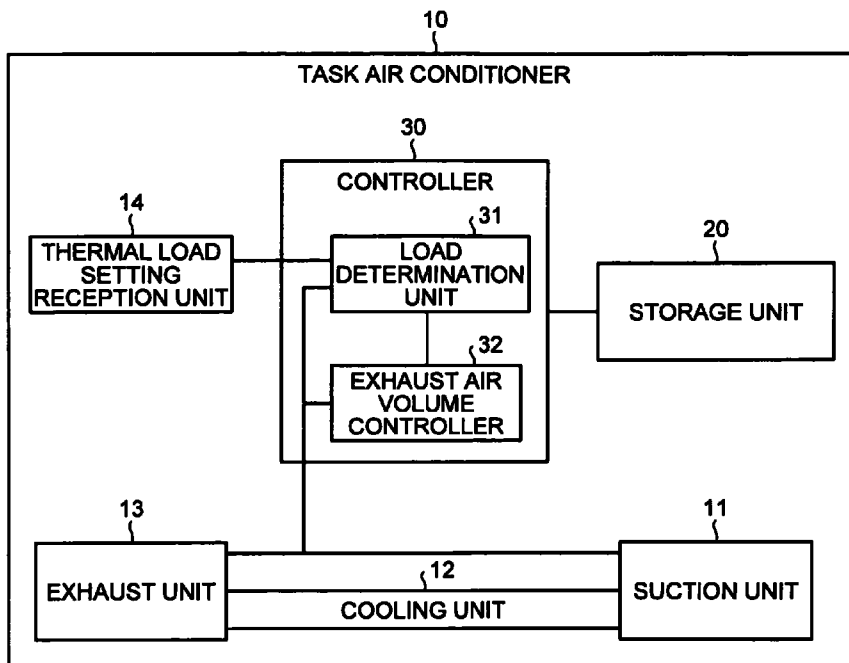 10
TASK AIR CONDITIONER
30
CONTROLLER
14
THERMAL LOAD
SETTING
RECEPTION UNIT
31
LOAD
DETERMINATION
UNIT
20
STORAGE UNIT
32
EXHAUST AIR
VOLUME
CONTROLLER
13
EXHAUST UNIT
12
COOLING UNIT
11
SUCTION UNIT